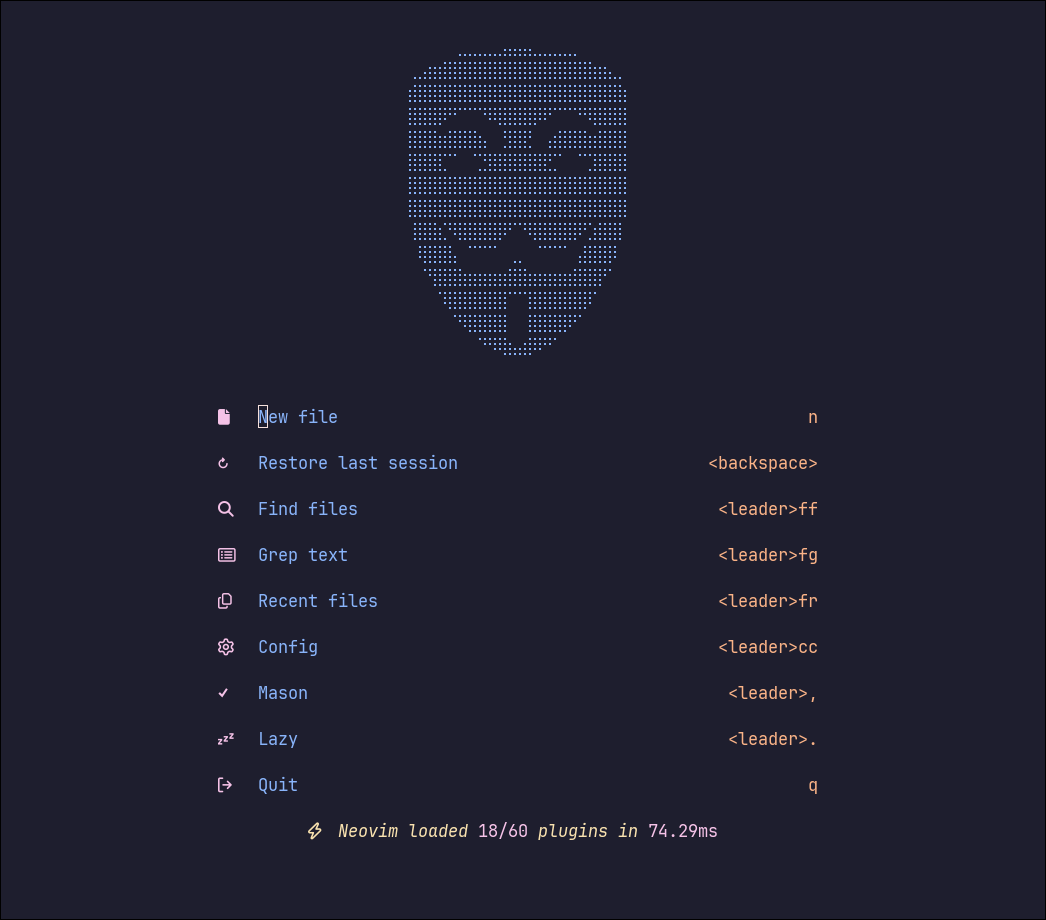 New file n
Restore last session <backspace>
Find files <leader>ff
Grep text <leader>fg
Recent files <leader>fr
Config <leader>cc
Mason <leader>,
Lazy <leader>.
Quit q
Neovim loaded 18/60 plugins in 74.29ms